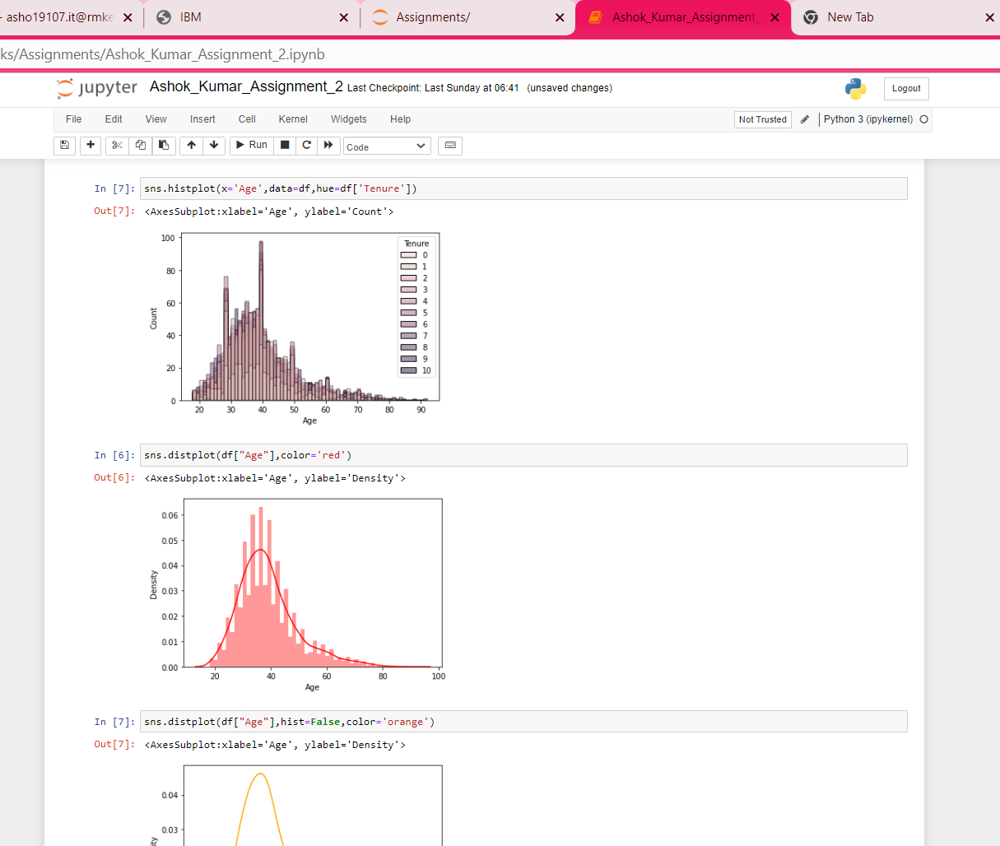 - asho19107.it@rmke
IBM
Assignments/
Ashok_Kumar_Assignment_
New Tab
ks/Assignments/Ashok_Kumar_Assignment_2.ipynb
jupyter Ashok_Kumar_Assignment_2 Last Checkpoint: Last Sunday at 06:41 (unsaved changes)
Logout
File Edit View Insert Cell Kernel Widgets Help
Not Trusted
Python 3 (ipykernel)
Run
Code
In [7]: sns.histplot(x='Age',data=df,hue=df['Tenure'])
Out[7]: <AxesSubplot:xlabel='Age', ylabel='Count'>
Tenure
0
1
2
3
4
5
6
7
8
9
10
100
80
60
40
20
0
Count
20 30 40 50 60 70 80 90
Age
In [6]: sns.distplot(df["Age"],color='red')
Out[6]: <AxesSubplot:xlabel='Age', ylabel='Density'>
0.06
0.05
0.04
0.03
0.02
0.01
0.00
Density
20 40 60 80 100
Age
In [7]: sns.distplot(df["Age"],hist=False,color='orange')
Out[7]: <AxesSubplot:xlabel='Age', ylabel='Density'>
0.04
0.03